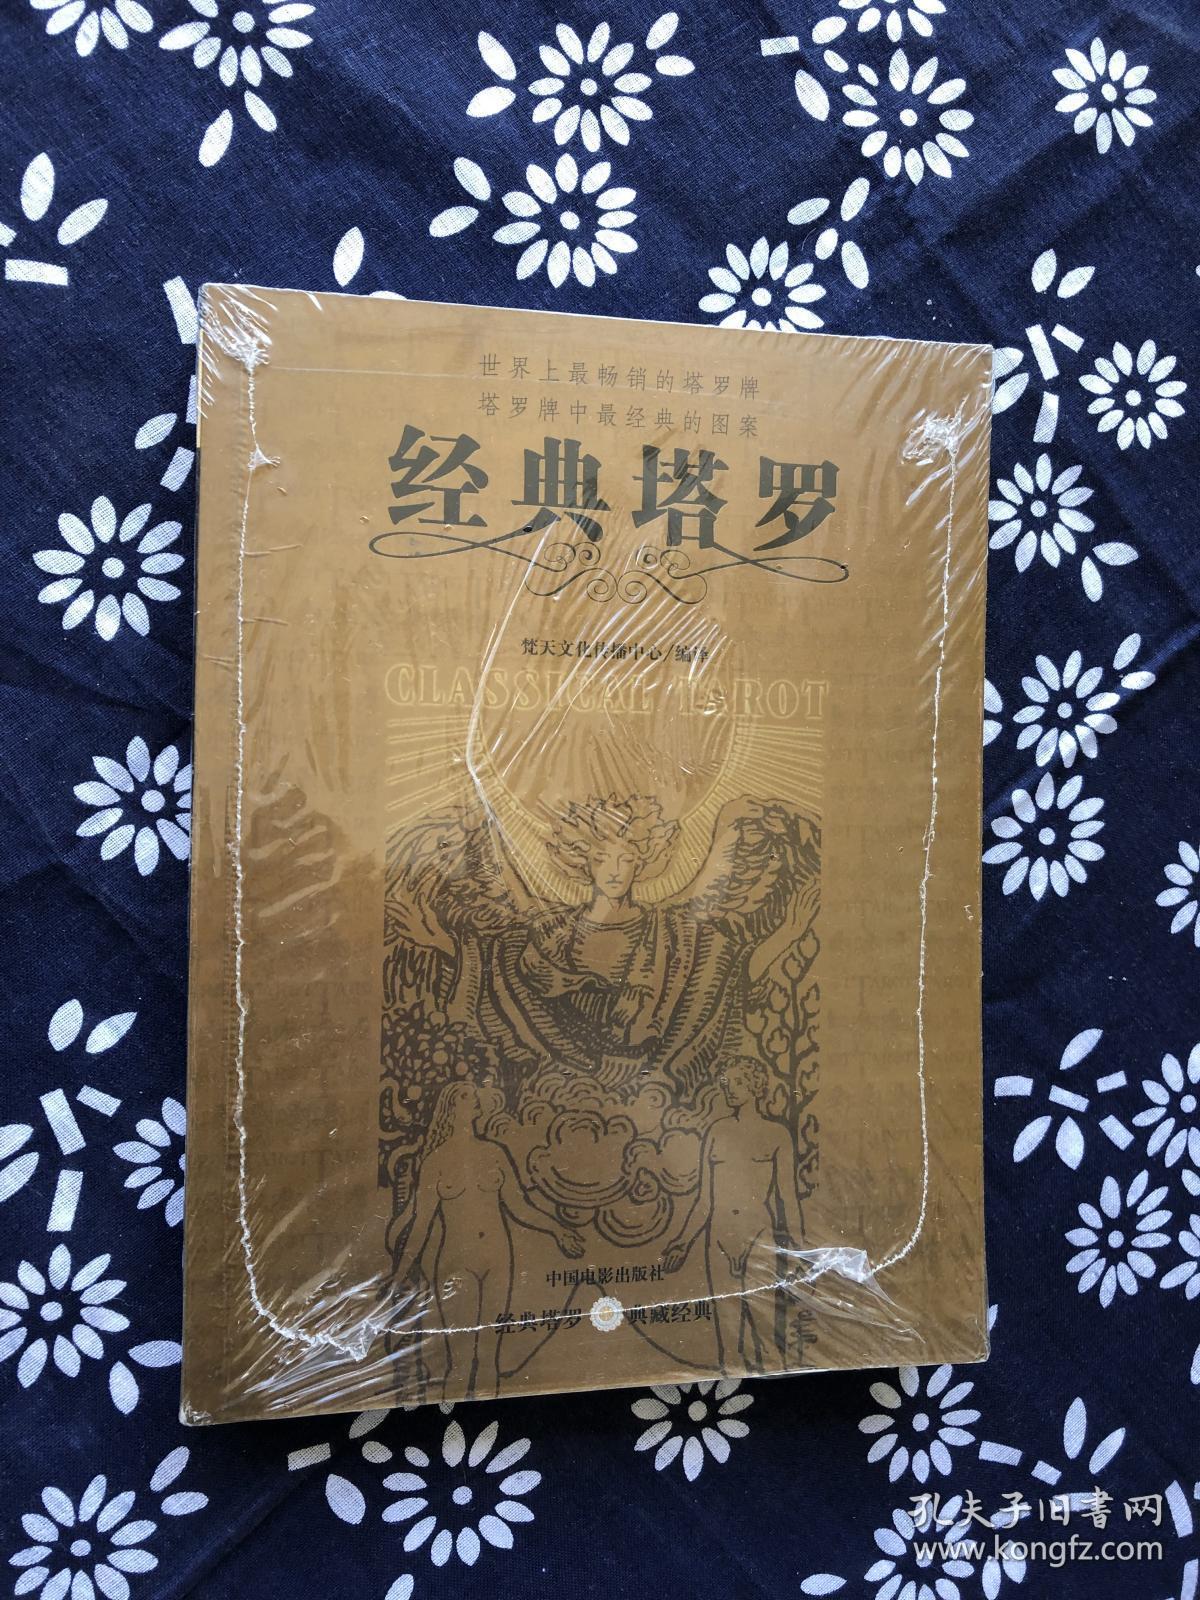 世界上最畅销的塔罗牌
塔罗牌中最经典的图案
经典塔罗
梵天文化传播中心/编译
CLASSICAL TAROT
中国电影出版社
经典塔罗 典藏经典
孔夫子旧書网
www.kongfz.com